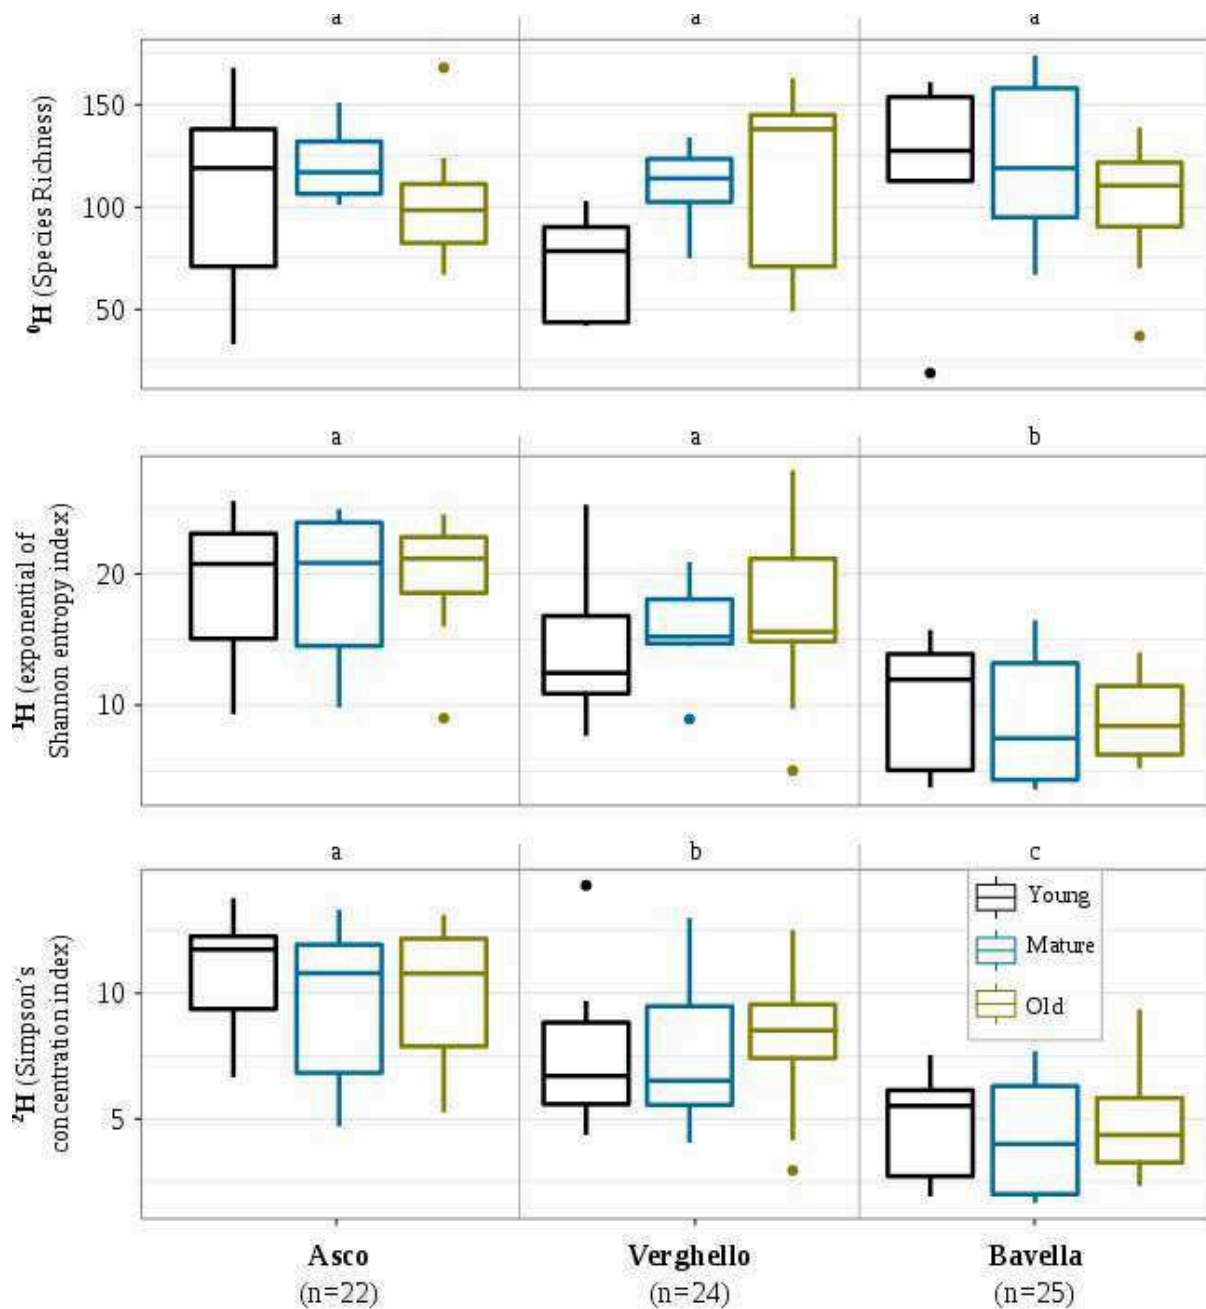 a a a
⁰H (Species Richness)
150
100
50
a a b
¹H (exponential of
Shannon entropy index)
20
10
a b c
²H (Simpson's
concentration index)
10
5
Young
Mature
Old
Asco Verghello Bavella
(n=22) (n=24) (n=25)